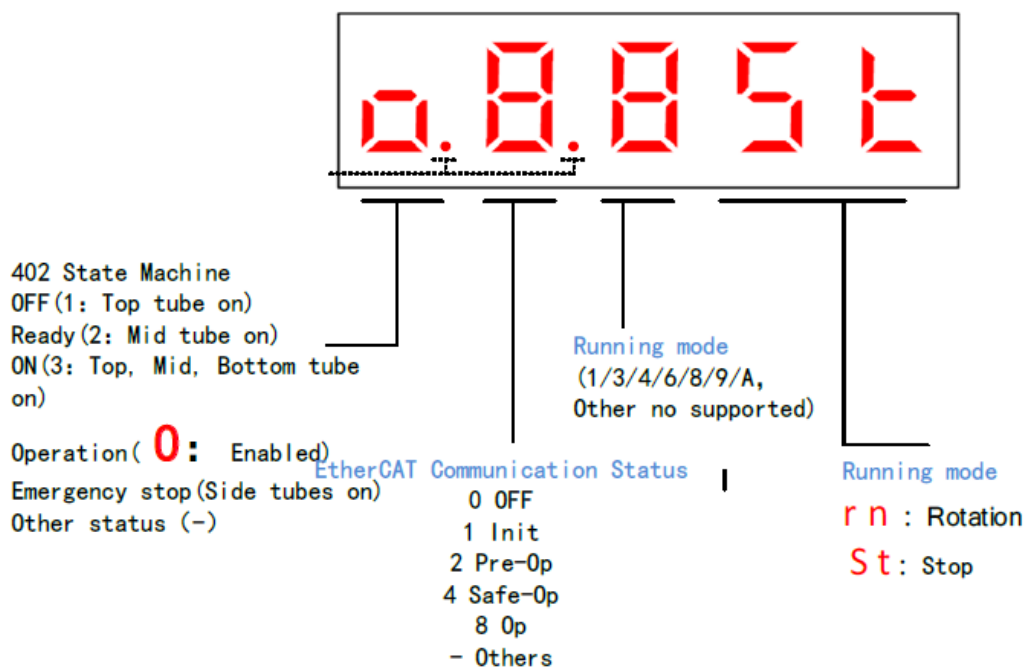 o.8.8St
402 State Machine
OFF(1: Top tube on)
Ready(2: Mid tube on)
ON(3: Top, Mid, Bottom tube
on)
Operation( O: Enabled)
Emergency stop(Side tubes on)
Other status (-)
EtherCAT Communication Status
0 OFF
1 Init
2 Pre-Op
4 Safe-Op
8 Op
- Others
Running mode
(1/3/4/6/8/9/A,
Other no supported)
Running mode
r n : Rotation
S t: Stop